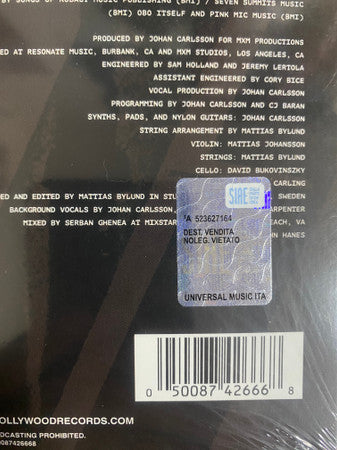 BY SONGS OF KOBALT MUSIC PUBLISHING (BMI) / SEVEN SUMMITS MUSIC
(BMI) OBO ITSELF AND PINK MIC MUSIC (BMI)
PRODUCED BY JOHAN CARLSSON FOR MXM PRODUCTIONS
ED AT RESONATE MUSIC, BURBANK, CA AND MXM STUDIOS, LOS ANGELES, CA
ENGINEERED BY SAM HOLLAND AND JEREMY LERTOLA
ASSISTANT ENGINEERED BY CORY BICE
VOCAL PRODUCTION BY JOHAN CARLSSON
PROGRAMMING BY JOHAN CARLSSON AND CJ BARAN
SYNTHS, PADS, AND NYLON GUITARS: JOHAN CARLSSON
STRING ARRANGEMENT BY MATTIAS BYLUND
VIOLIN: MATTIAS JOHANSSON
STRINGS: MATTIAS BYLUND
CELLO: DAVID BUKOVINSZKY
CARLING
ED AND EDITED BY MATTIAS BYLUND IN STU SWEDEN
BACKGROUND VOCALS BY JOHAN CARLSSON, ARPENTER
MIXED BY SERBAN GHENEA AT MIXSTAR EACH, VA
HN HANES
SIAE
A 523627164
DEST. VENDITA
NOLEG. VIETATO
UNIVERSAL MUSIC ITA
0 50087 42666 8
OLLYWOODRECORDS.COM
DCASTING PROHIBITED.
0087426668